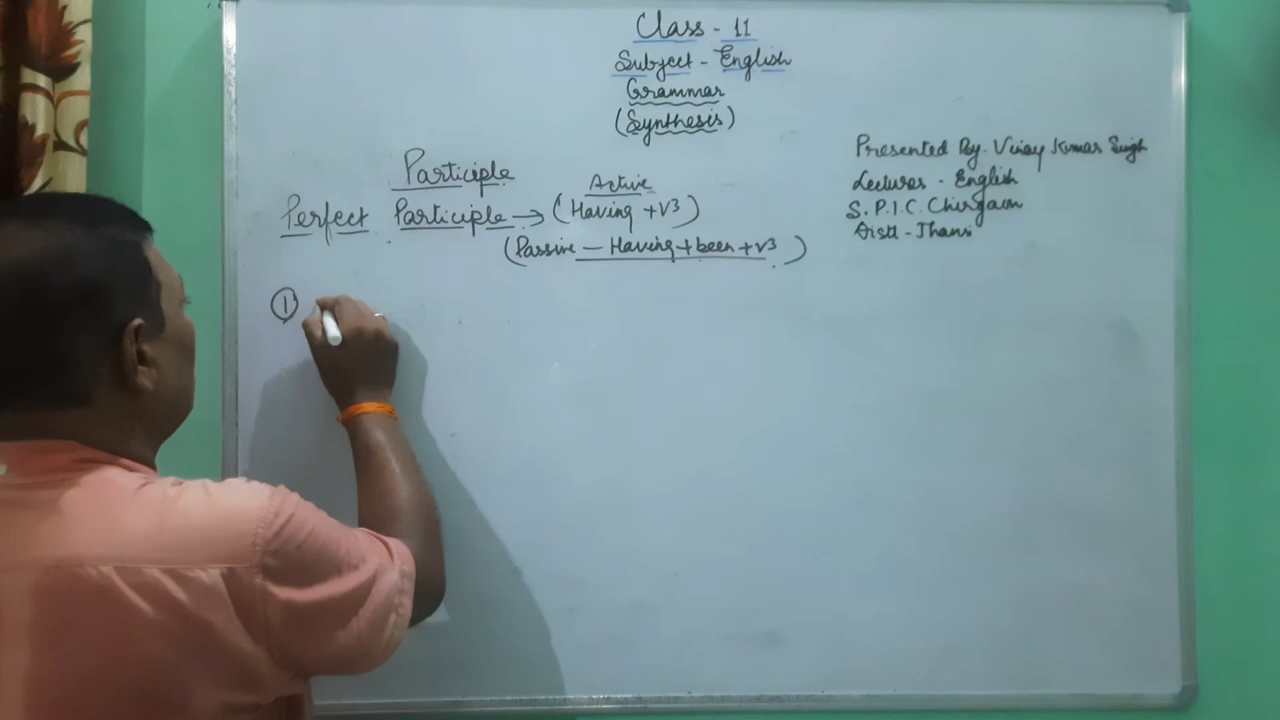 Class - 11
Subject - English
Grammar
(Synthesis)
Presented By. Vinay Kumar Singh
Lecturer - English
S.P.I.C. Chirgaon
Distt - Jhansi
Participle
Active
Perfect Participle → (Having + V3)
(Passive - Having + been + V3)
①